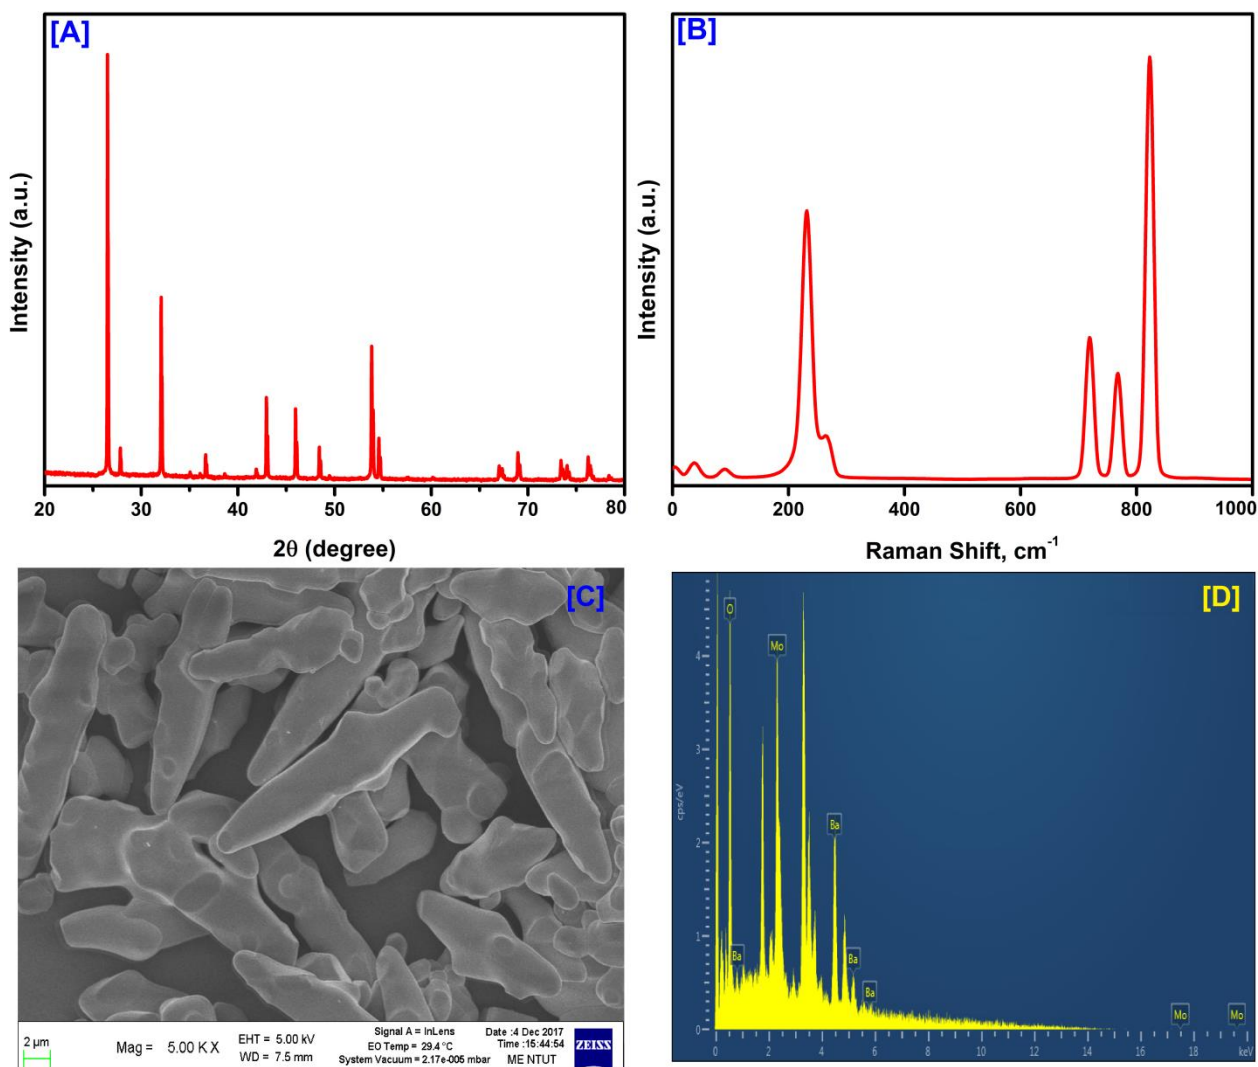 [A]
Intensity (a.u.)
20 30 40 50 60 70 80
2θ (degree)
[B]
Intensity (a.u.)
0 200 400 600 800 1000
Raman Shift, cm⁻¹
[C]
2 µm
Mag = 5.00 K X
EHT = 5.00 kV
WD = 7.5 mm
Signal A = InLens
EO Temp = 29.4 °C
System Vacuum = 2.17e-005 mbar
Date :4 Dec 2017
Time :15:44:54
ME NTUT
ZEISS
[D]
O
Mo
Ba
Ba
Ba
Ba
Mo
Mo
cps/eV
4
3
2
1
0
0 2 4 6 8 10 12 14 16 18 keV